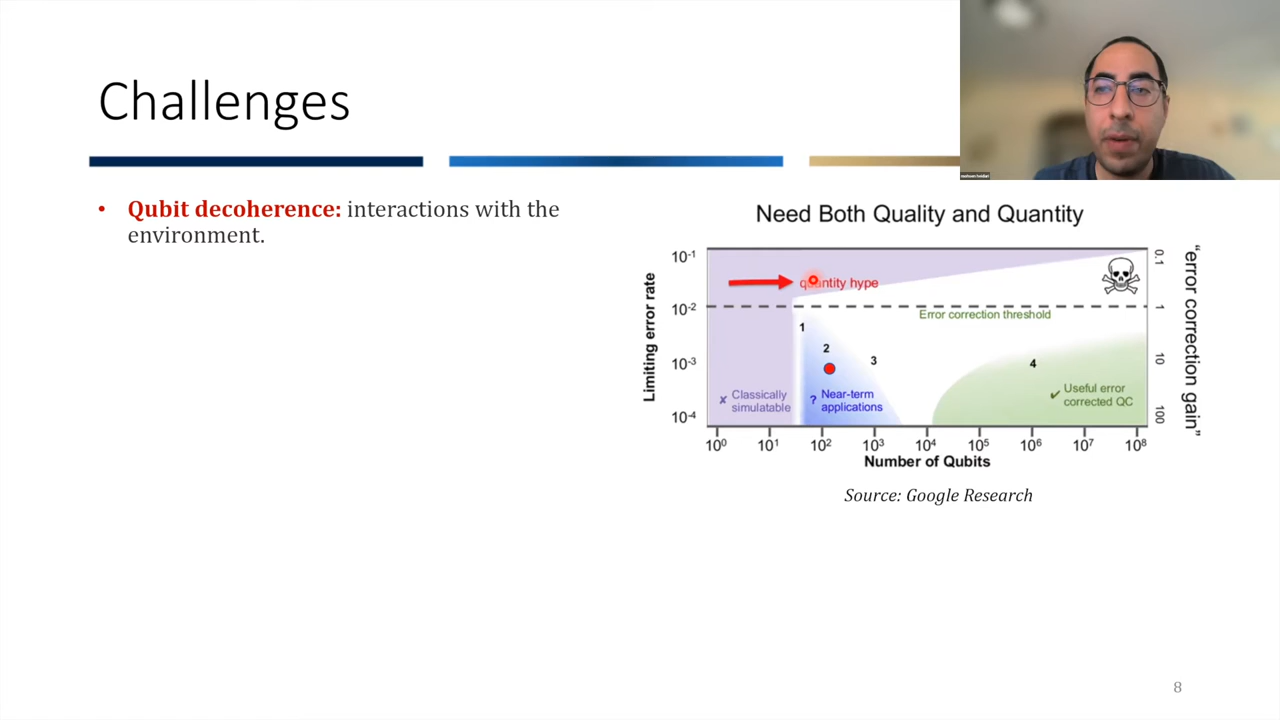 Challenges
• Qubit decoherence: interactions with the
environment.
Need Both Quality and Quantity
Limiting error rate
10⁻¹
10⁻²
10⁻³
10⁻⁴
quantity hype
Error correction threshold
1
2
3
4
✘ Classically
simulatable
? Near-term
applications
✔ Useful error
corrected QC
0.1
1
10
100
“error correction gain”
10⁰ 10¹ 10² 10³ 10⁴ 10⁵ 10⁶ 10⁷ 10⁸
Number of Qubits
Source: Google Research
8